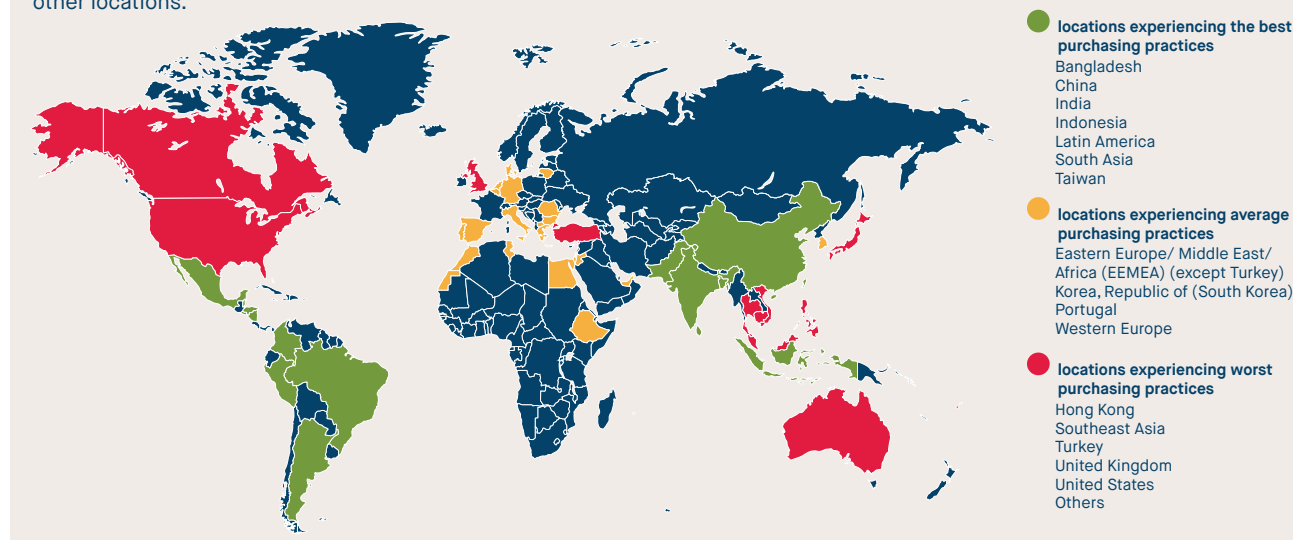 other locations.
locations experiencing the best
purchasing practices
Bangladesh
China
India
Indonesia
Latin America
South Asia
Taiwan
locations experiencing average
purchasing practices
Eastern Europe/ Middle East/
Africa (EEMEA) (except Turkey)
Korea, Republic of (South Korea)
Portugal
Western Europe
locations experiencing worst
purchasing practices
Hong Kong
Southeast Asia
Turkey
United Kingdom
United States
Others